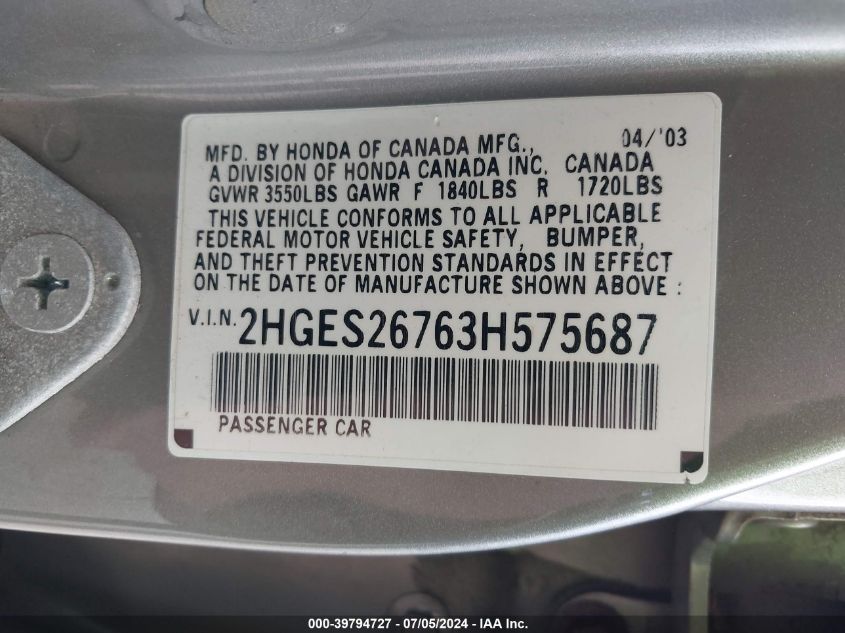 MFD. BY HONDA OF CANADA MFG., 04/'03
A DIVISION OF HONDA CANADA INC. CANADA
GVWR 3550LBS GAWR F 1840LBS R 1720LBS
THIS VEHICLE CONFORMS TO ALL APPLICABLE
FEDERAL MOTOR VEHICLE SAFETY, BUMPER,
AND THEFT PREVENTION STANDARDS IN EFFECT
ON THE DATE OF MANUFACTURE SHOWN ABOVE :
V.I.N. 2HGES26763H575687
PASSENGER CAR
000-39794727 - 07/05/2024 - IAA Inc.